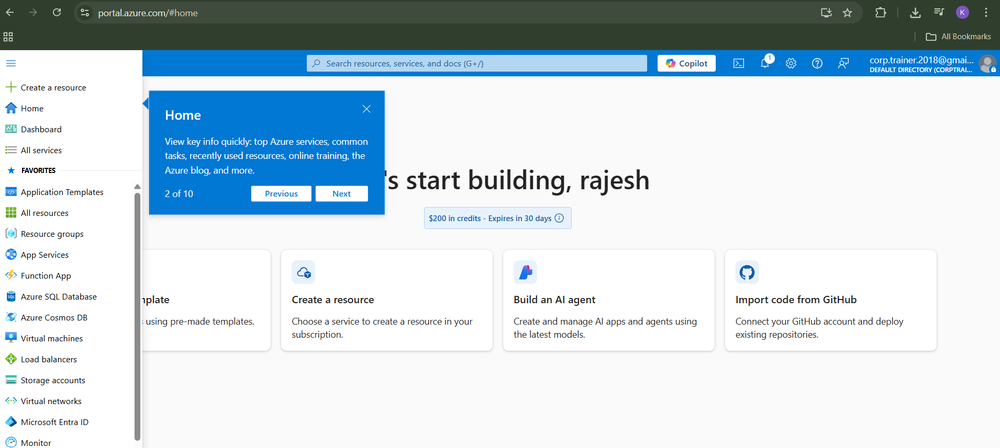 portal.azure.com/#home
K
All Bookmarks
Search resources, services, and docs (G+/)
Copilot
1
corp.trainer.2018@gmai...
DEFAULT DIRECTORY (CORPTRAI...
Create a resource
Home
Dashboard
All services
FAVORITES
Application Templates
All resources
Resource groups
App Services
Function App
SQL
Azure SQL Database
Azure Cosmos DB
Virtual machines
Load balancers
Storage accounts
Virtual networks
Microsoft Entra ID
Monitor
Home
View key info quickly: top Azure services, common
tasks, recently used resources, online training, the
Azure blog, and more.
2 of 10
Previous
Next
's start building, rajesh
$200 in credits - Expires in 30 days
nplate
s using pre-made templates.
Create a resource
Choose a service to create a resource in your
subscription.
Build an AI agent
Create and manage AI apps and agents using
the latest models.
Import code from GitHub
Connect your GitHub account and deploy
existing repositories.